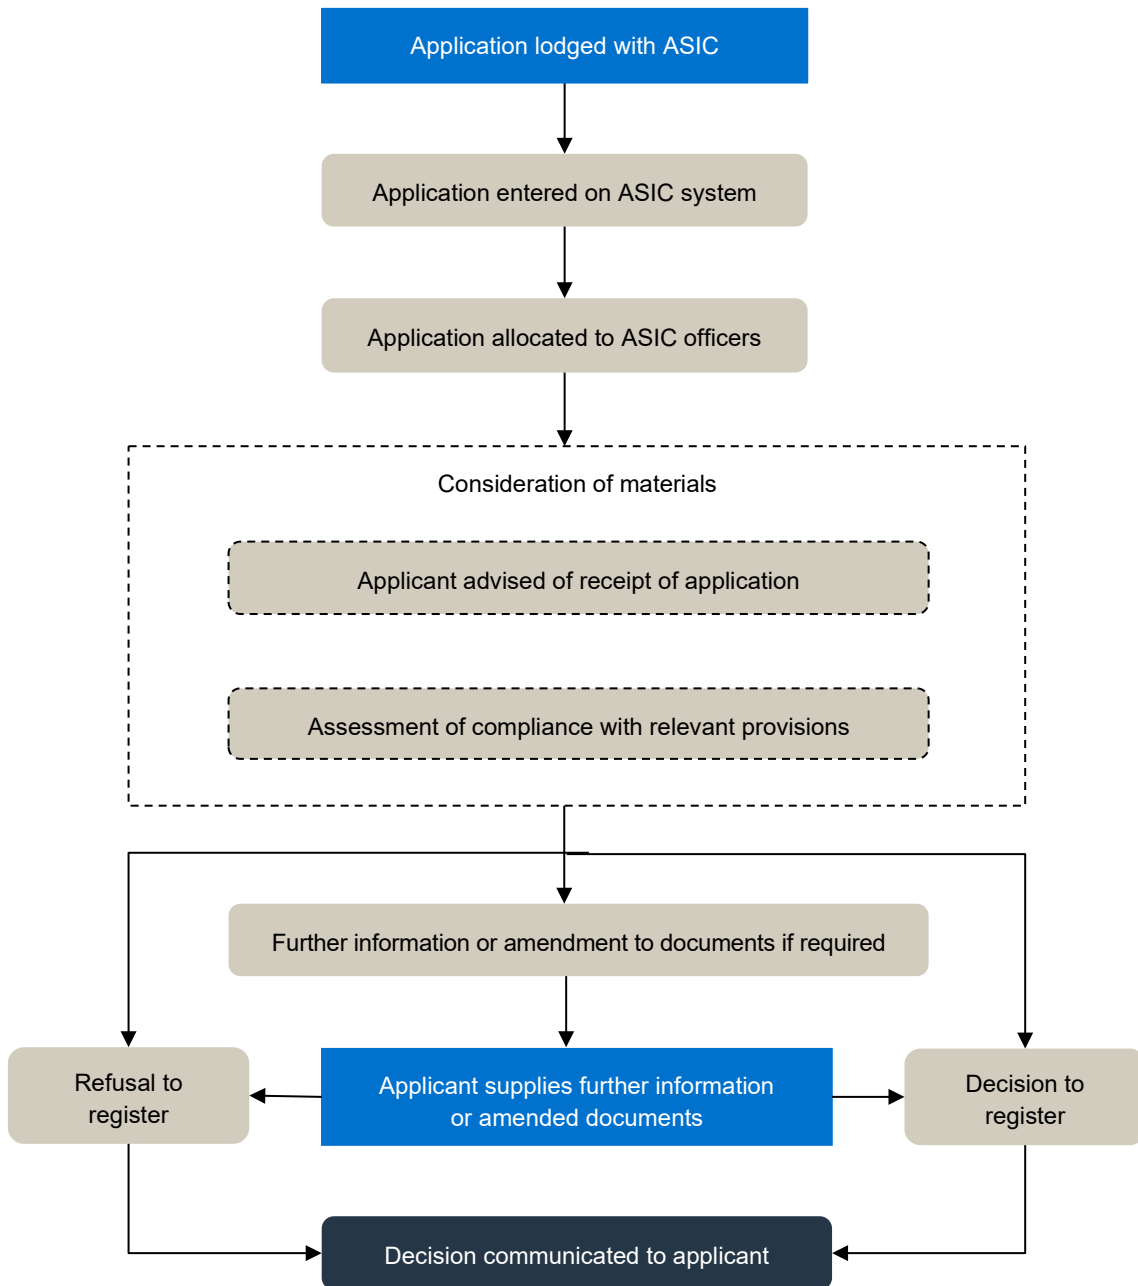 Application lodged with ASIC
Application entered on ASIC system
Application allocated to ASIC officers
Consideration of materials
Applicant advised of receipt of application
Assessment of compliance with relevant provisions
Further information or amendment to documents if required
Refusal to
register
Applicant supplies further information
or amended documents
Decision to
register
Decision communicated to applicant